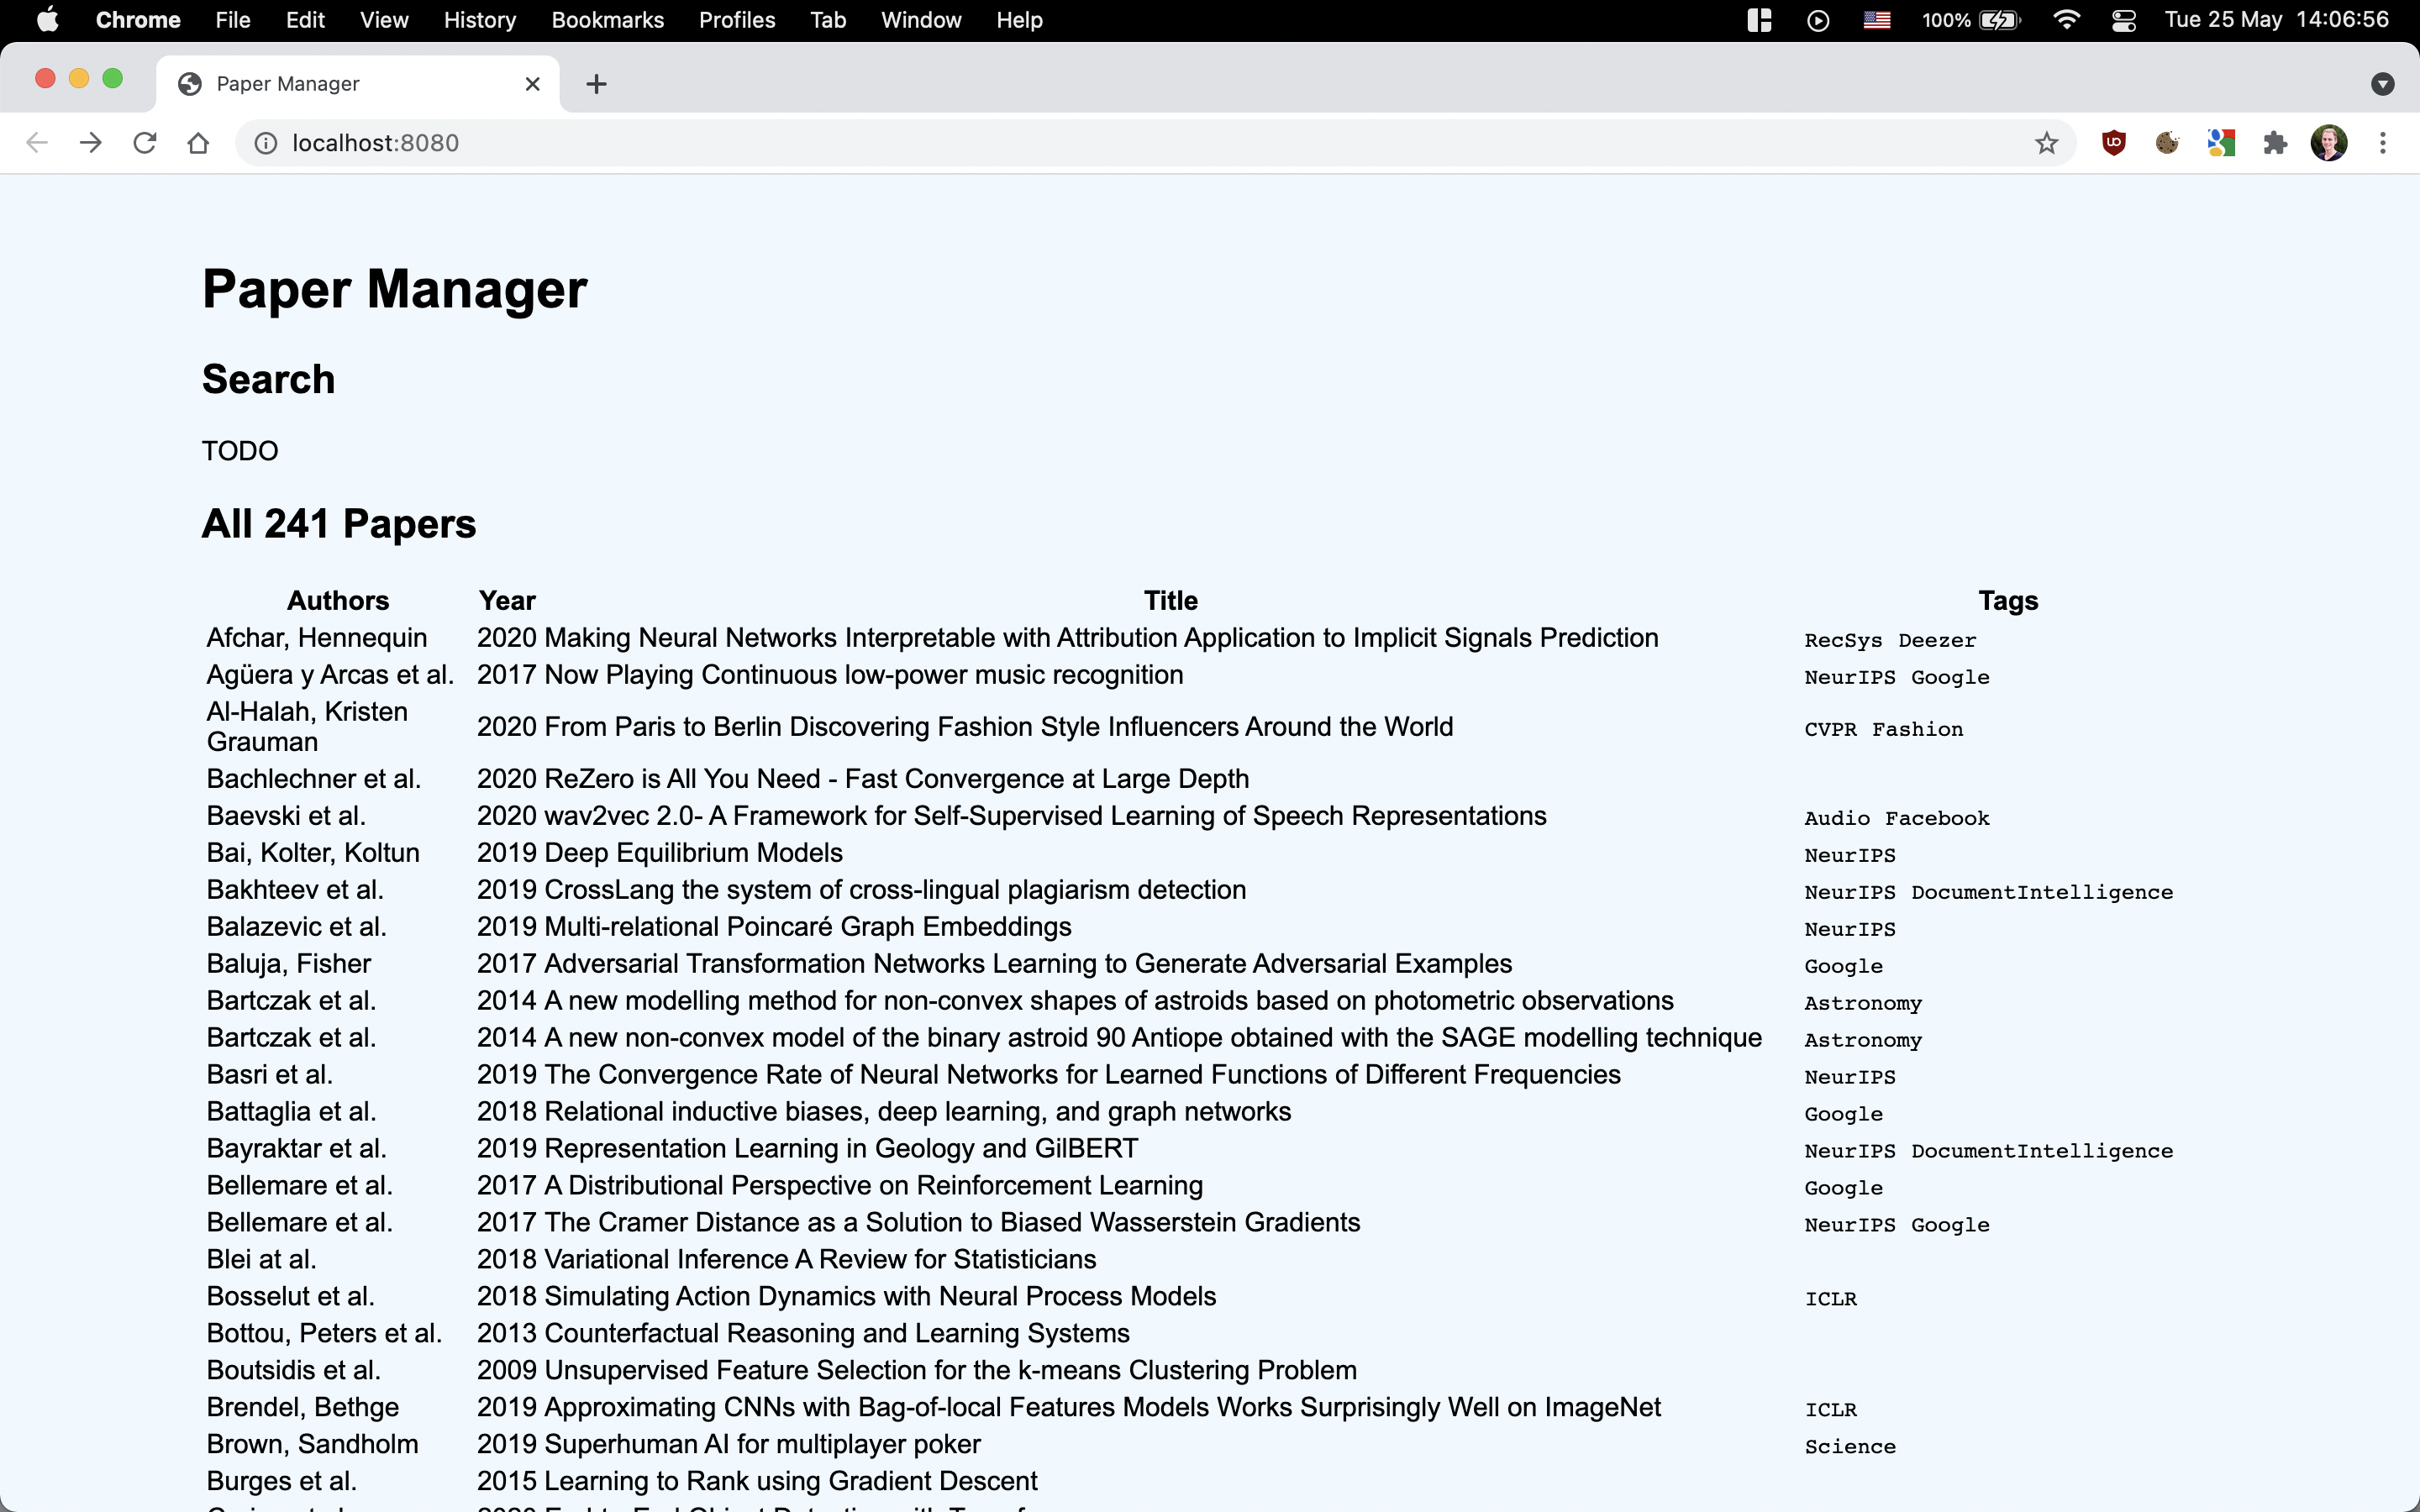 Chrome File Edit View History Bookmarks Profiles Tab Window Help 100% Tue 25 May 14:06:56
Paper Manager
localhost:8080
Paper Manager
Search
TODO
All 241 Papers
Authors Year Title Tags
Afchar, Hennequin 2020 Making Neural Networks Interpretable with Attribution Application to Implicit Signals Prediction RecSys Deezer
Agüera y Arcas et al. 2017 Now Playing Continuous low-power music recognition NeurIPS Google
Al-Halah, Kristen
Grauman 2020 From Paris to Berlin Discovering Fashion Style Influencers Around the World CVPR Fashion
Bachlechner et al. 2020 ReZero is All You Need - Fast Convergence at Large Depth
Baevski et al. 2020 wav2vec 2.0- A Framework for Self-Supervised Learning of Speech Representations Audio Facebook
Bai, Kolter, Koltun 2019 Deep Equilibrium Models NeurIPS
Bakhteev et al. 2019 CrossLang the system of cross-lingual plagiarism detection NeurIPS DocumentIntelligence
Balazevic et al. 2019 Multi-relational Poincaré Graph Embeddings NeurIPS
Baluja, Fisher 2017 Adversarial Transformation Networks Learning to Generate Adversarial Examples Google
Bartczak et al. 2014 A new modelling method for non-convex shapes of astroids based on photometric observations Astronomy
Bartczak et al. 2014 A new non-convex model of the binary astroid 90 Antiope obtained with the SAGE modelling technique Astronomy
Basri et al. 2019 The Convergence Rate of Neural Networks for Learned Functions of Different Frequencies NeurIPS
Battaglia et al. 2018 Relational inductive biases, deep learning, and graph networks Google
Bayraktar et al. 2019 Representation Learning in Geology and GilBERT NeurIPS DocumentIntelligence
Bellemare et al. 2017 A Distributional Perspective on Reinforcement Learning Google
Bellemare et al. 2017 The Cramer Distance as a Solution to Biased Wasserstein Gradients NeurIPS Google
Blei at al. 2018 Variational Inference A Review for Statisticians
Bosselut et al. 2018 Simulating Action Dynamics with Neural Process Models ICLR
Bottou, Peters et al. 2013 Counterfactual Reasoning and Learning Systems
Boutsidis et al. 2009 Unsupervised Feature Selection for the k-means Clustering Problem
Brendel, Bethge 2019 Approximating CNNs with Bag-of-local Features Models Works Surprisingly Well on ImageNet ICLR
Brown, Sandholm 2019 Superhuman AI for multiplayer poker Science
Burges et al. 2015 Learning to Rank using Gradient Descent